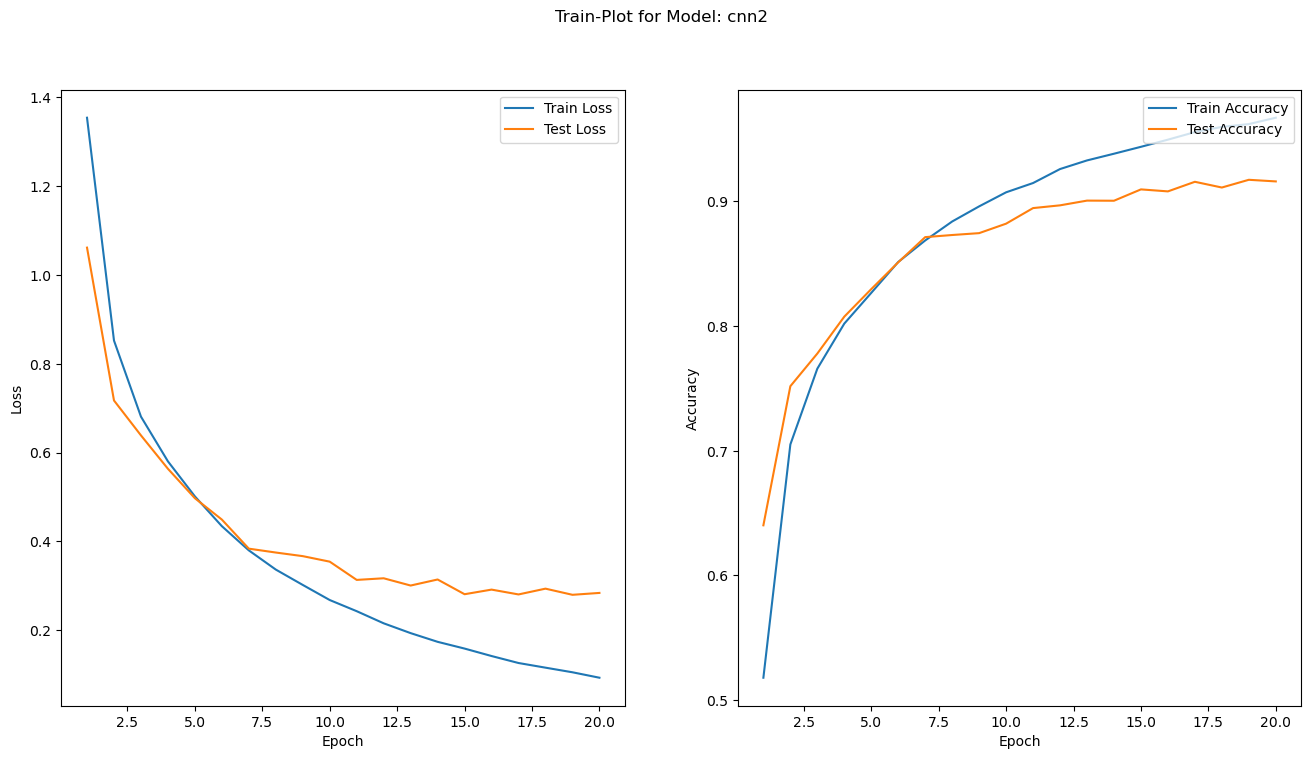 Train-Plot for Model: cnn2
Train Loss
Test Loss
1.4
1.2
1.0
0.8
0.6
0.4
0.2
Loss
2.5 5.0 7.5 10.0 12.5 15.0 17.5 20.0
Epoch
Train Accuracy
Test Accuracy
0.9
0.8
0.7
0.6
0.5
Accuracy
2.5 5.0 7.5 10.0 12.5 15.0 17.5 20.0
Epoch